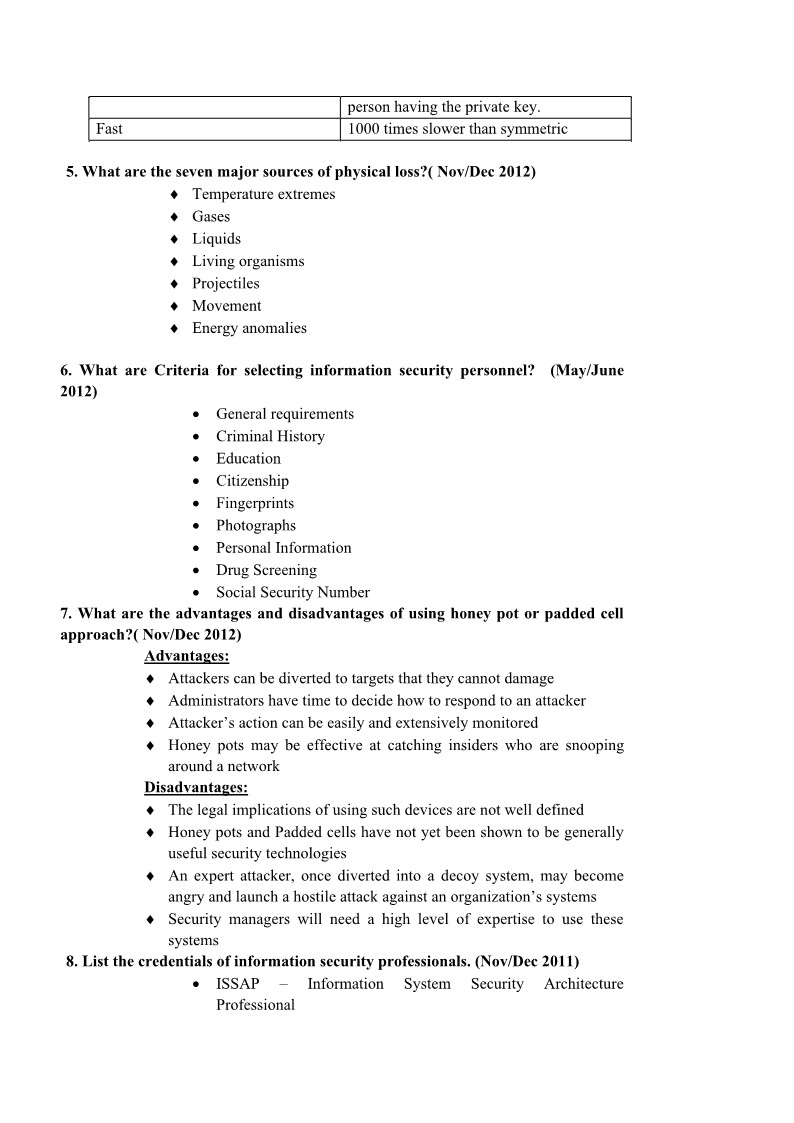 person having the private key.
Fast 1000 times slower than symmetric
5. What are the seven major sources of physical loss?( Nov/Dec 2012)
♦ Temperature extremes
♦ Gases
♦ Liquids
♦ Living organisms
♦ Projectiles
♦ Movement
♦ Energy anomalies
6. What are Criteria for selecting information security personnel? (May/June
2012)
• General requirements
• Criminal History
• Education
• Citizenship
• Fingerprints
• Photographs
• Personal Information
• Drug Screening
• Social Security Number
7. What are the advantages and disadvantages of using honey pot or padded cell
approach?( Nov/Dec 2012)
Advantages:
♦ Attackers can be diverted to targets that they cannot damage
♦ Administrators have time to decide how to respond to an attacker
♦ Attacker’s action can be easily and extensively monitored
♦ Honey pots may be effective at catching insiders who are snooping
around a network
Disadvantages:
♦ The legal implications of using such devices are not well defined
♦ Honey pots and Padded cells have not yet been shown to be generally
useful security technologies
♦ An expert attacker, once diverted into a decoy system, may become
angry and launch a hostile attack against an organization’s systems
♦ Security managers will need a high level of expertise to use these
systems
8. List the credentials of information security professionals. (Nov/Dec 2011)
• ISSAP – Information System Security Architecture
Professional